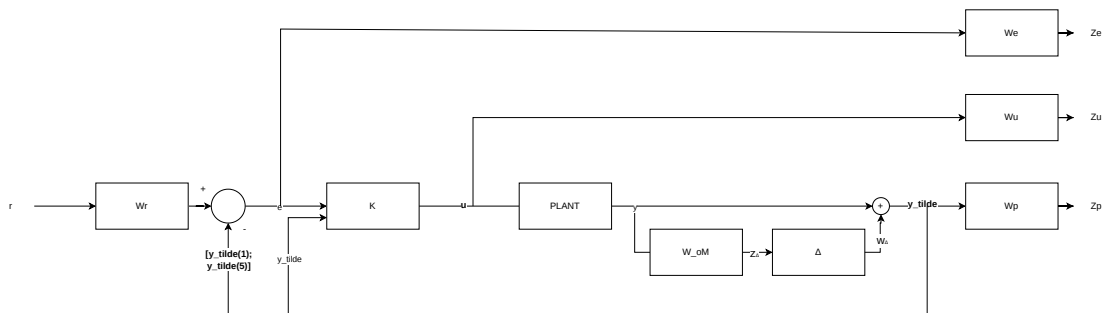 We
Ze
Wu
Zu
r
Wr
+
-
e
K
u
PLANT
y
+
y_tilde
Wp
Zp
[y_tilde(1);
y_tilde(5)]
y_tilde
W_oM
Z△
Δ
W△